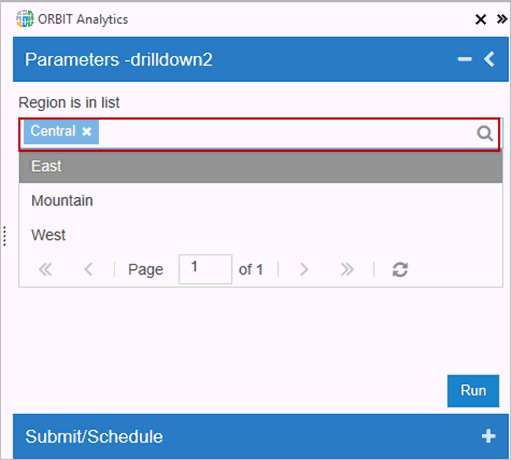 ORBIT Analytics
Parameters -drilldown2
Region is in list
Central
East
Mountain
West
Page 1 of 1
Run
Submit/Schedule